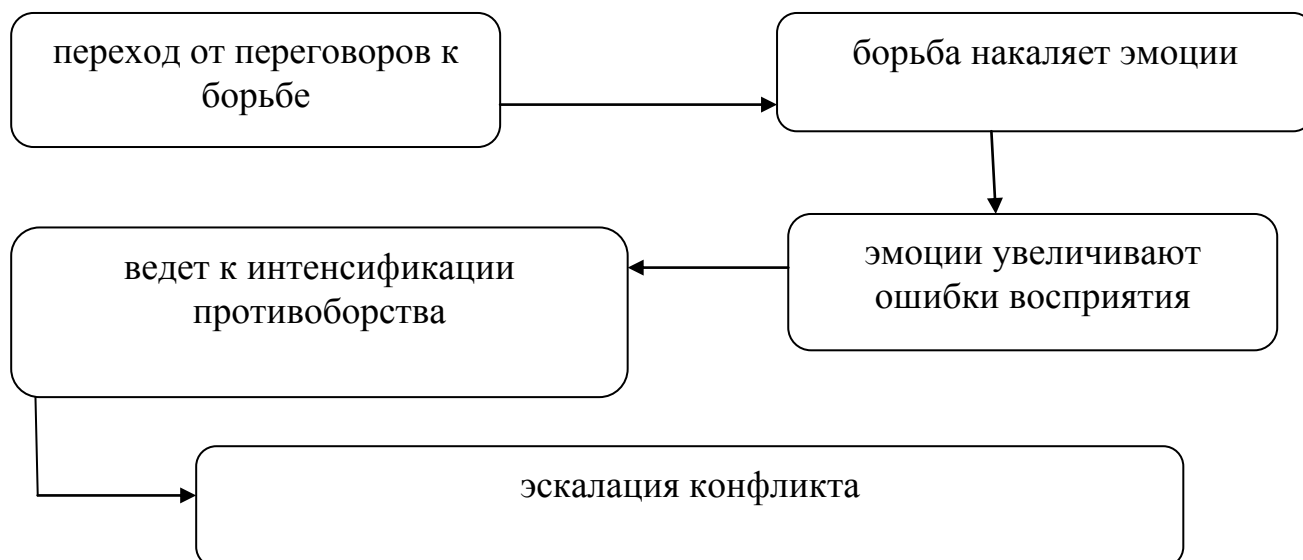 переход от переговоров к
борьбе
борьба накаляет эмоции
эмоции увеличивают
ошибки восприятия
ведет к интенсификации
противоборства
эскалация конфликта